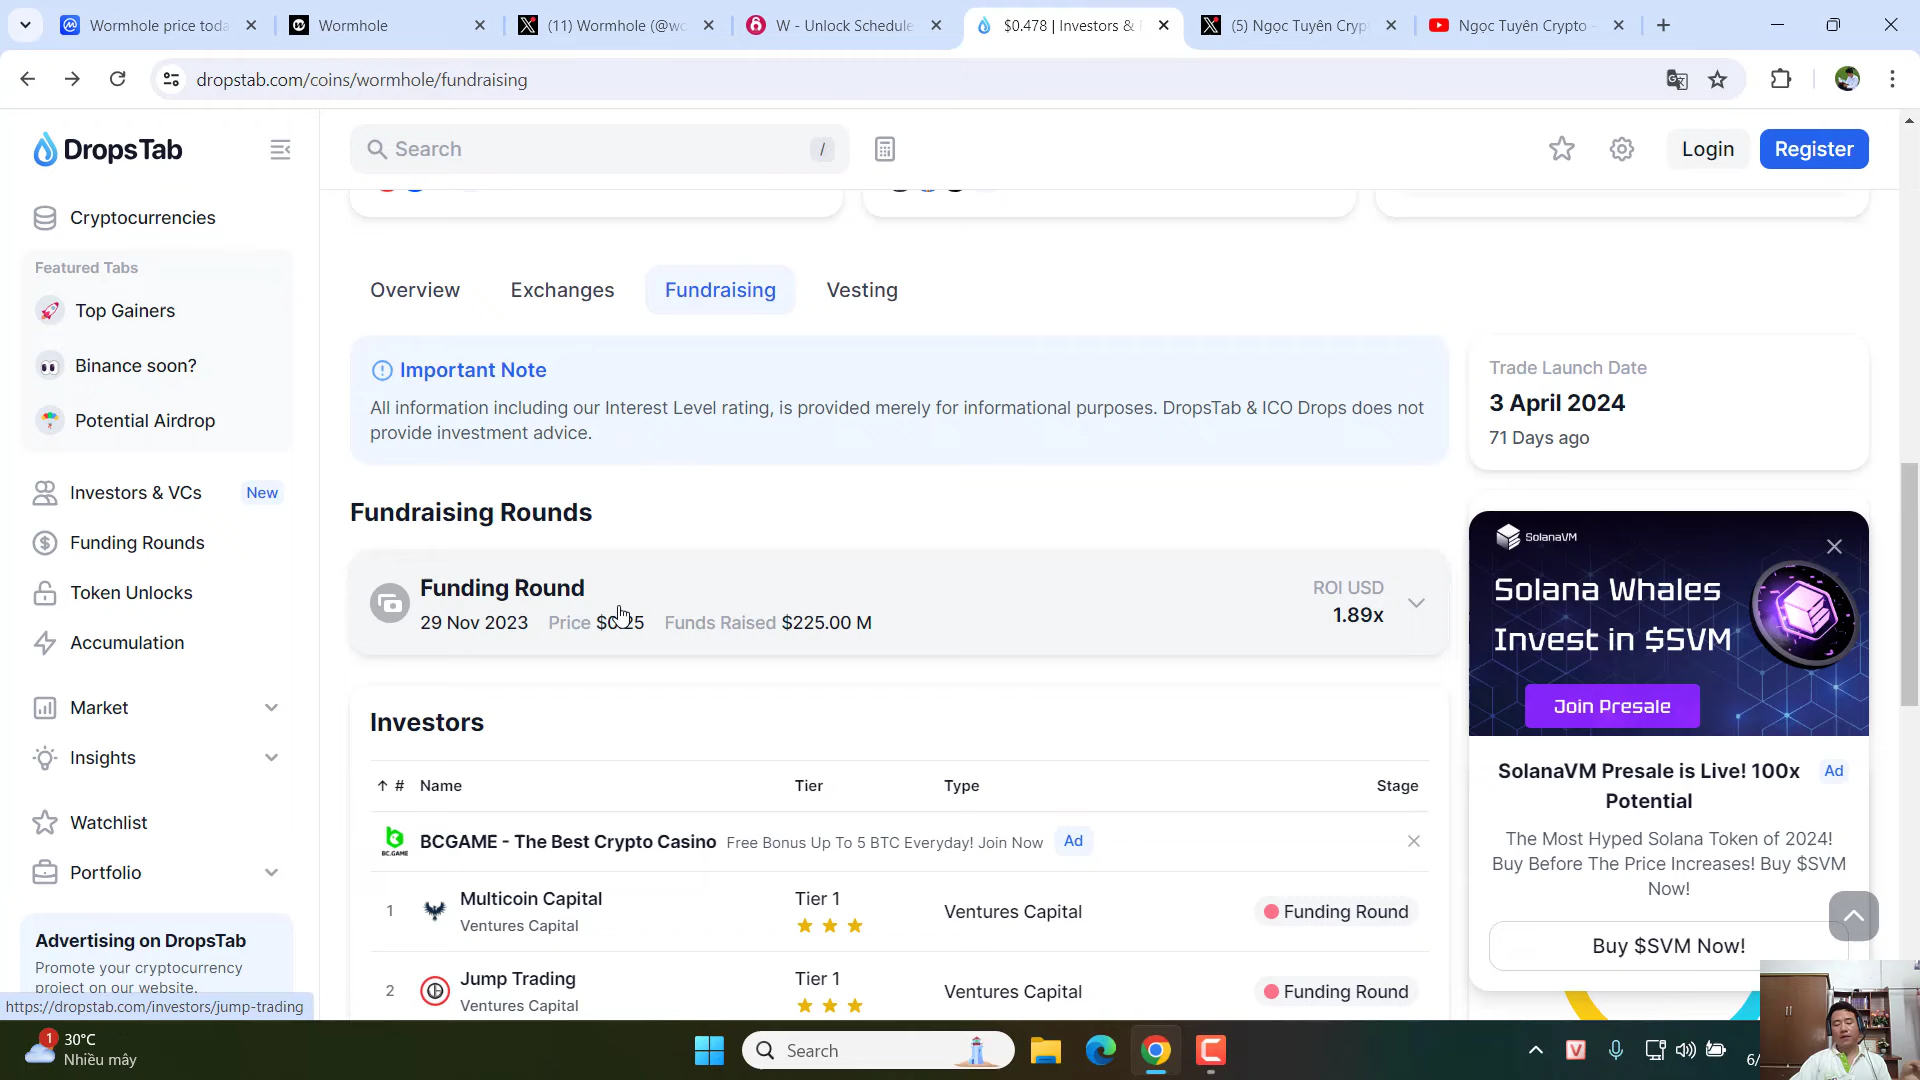 Wormhole price toda
Wormhole
(11) Wormhole (@wo
W - Unlock Schedule
$0.478 | Investors &
(5) Ngọc Tuyên Cryp
Ngọc Tuyên Crypto -
dropstab.com/coins/wormhole/fundraising
DropsTab
Search
/
Login
Register
Cryptocurrencies
Featured Tabs
Top Gainers
Binance soon?
Potential Airdrop
Investors & VCs
New
Funding Rounds
Token Unlocks
Accumulation
Market
Insights
Watchlist
Portfolio
Advertising on DropsTab
Promote your cryptocurrency
project on our website.
https://dropstab.com/investors/jump-trading
Overview
Exchanges
Fundraising
Vesting
Important Note
All information including our Interest Level rating, is provided merely for informational purposes. DropsTab & ICO Drops does not
provide investment advice.
Fundraising Rounds
Funding Round
29 Nov 2023 Price Funds Raised $225.00 M
ROI USD
1.89x
Investors
# Name Tier Type Stage
BC.GAME
BCGAME - The Best Crypto Casino Free Bonus Up To 5 BTC Everyday! Join Now Ad
1 Multicoin Capital
Ventures Capital
Tier 1
Ventures Capital
Funding Round
2 Jump Trading
Ventures Capital
Tier 1
Ventures Capital
Funding Round
Trade Launch Date
3 April 2024
71 Days ago
SolanaVM
Solana Whales
Invest in $SVM
Join Presale
SolanaVM Presale is Live! 100x
Potential
Ad
The Most Hyped Solana Token of 2024!
Buy Before The Price Increases! Buy $SVM
Now!
Buy $SVM Now!
1
30°C
Nhiều mây
Search
V
6/